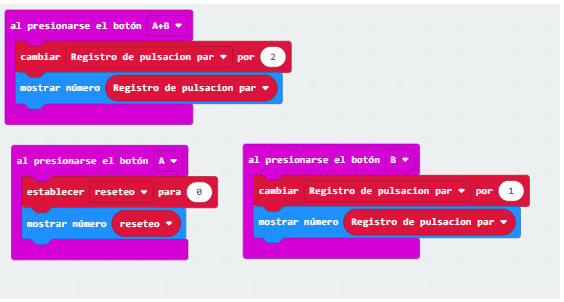 al presionarse el botón A+B
cambiar Registro de pulsacion par por 2
mostrar número Registro de pulsacion par
al presionarse el botón A
establecer reseteo para 0
mostrar número reseteo
al presionarse el botón B
cambiar Registro de pulsacion par por 1
mostrar número Registro de pulsacion par